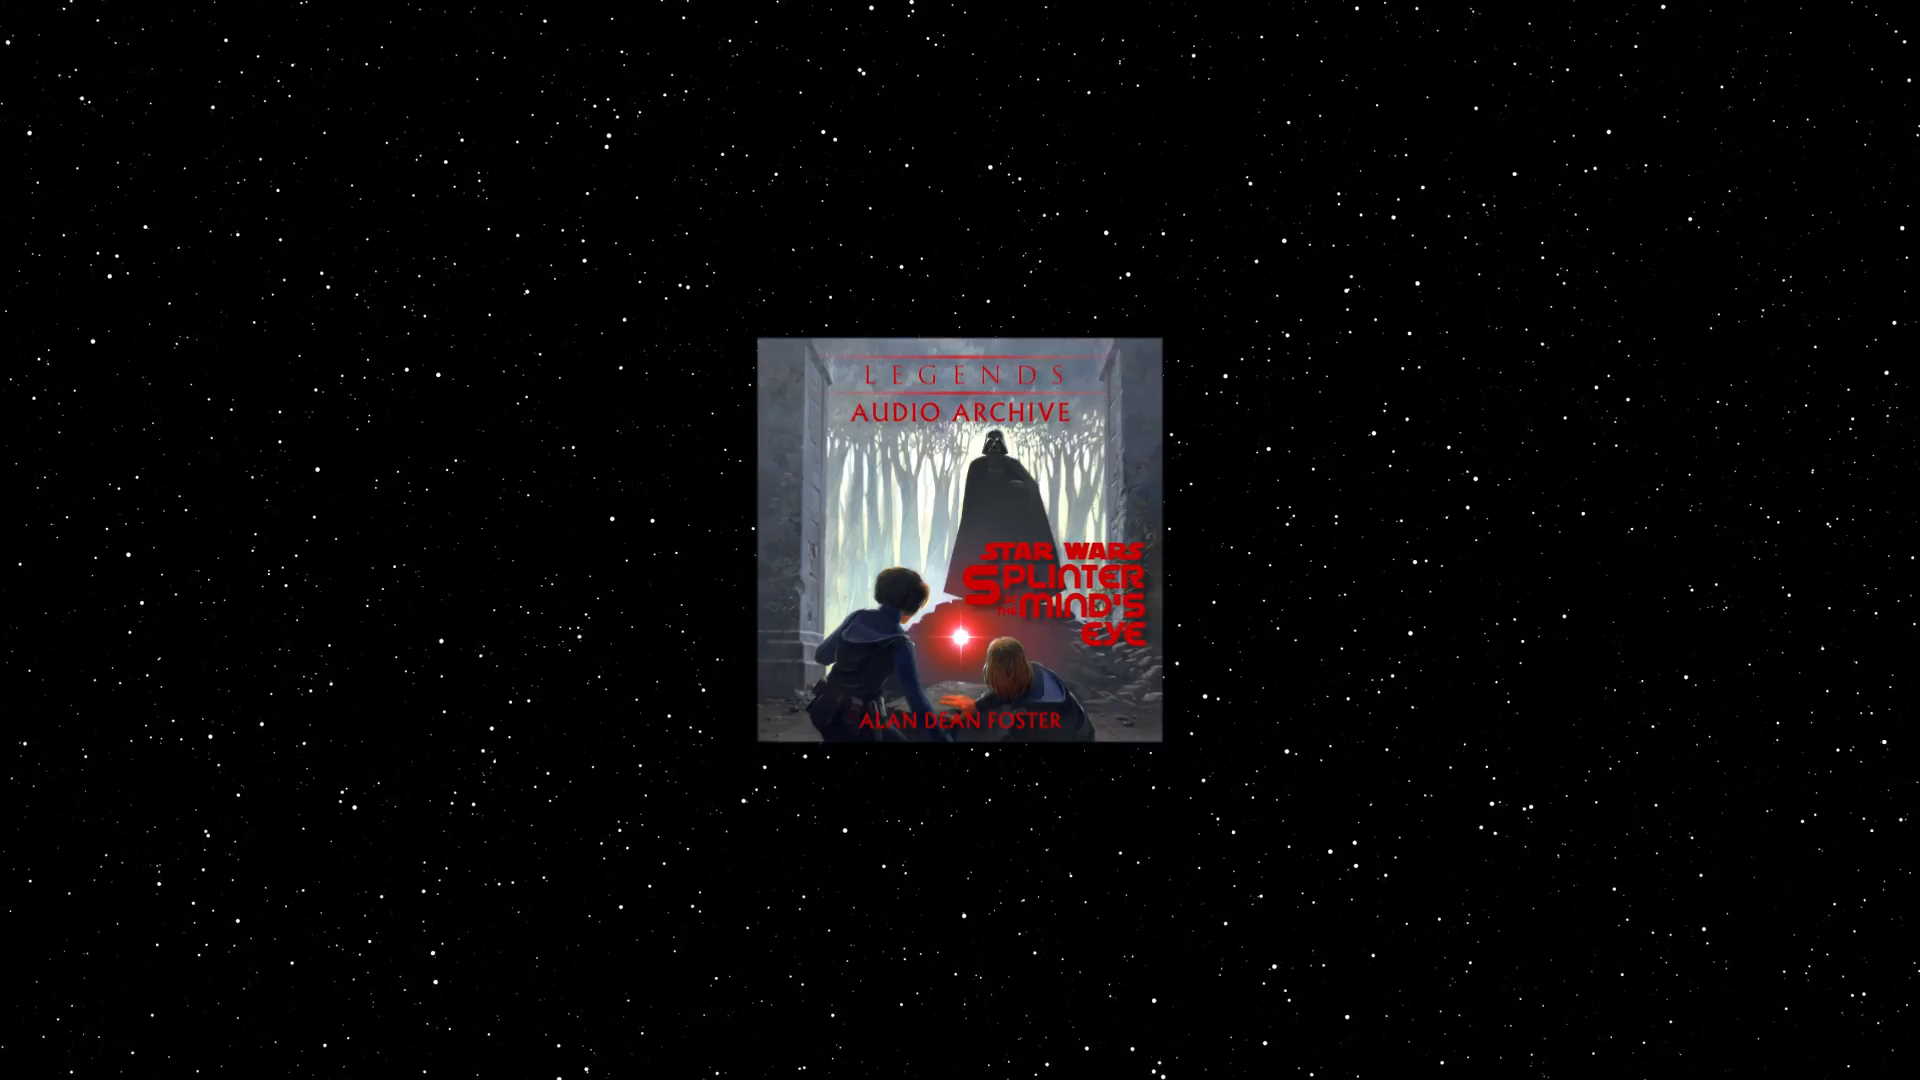 LEGENDS
AUDIO ARCHIVE
STAR WARS
SPLINTER
OF
THE MIND'S
EYE
ALAN DEAN FOSTER